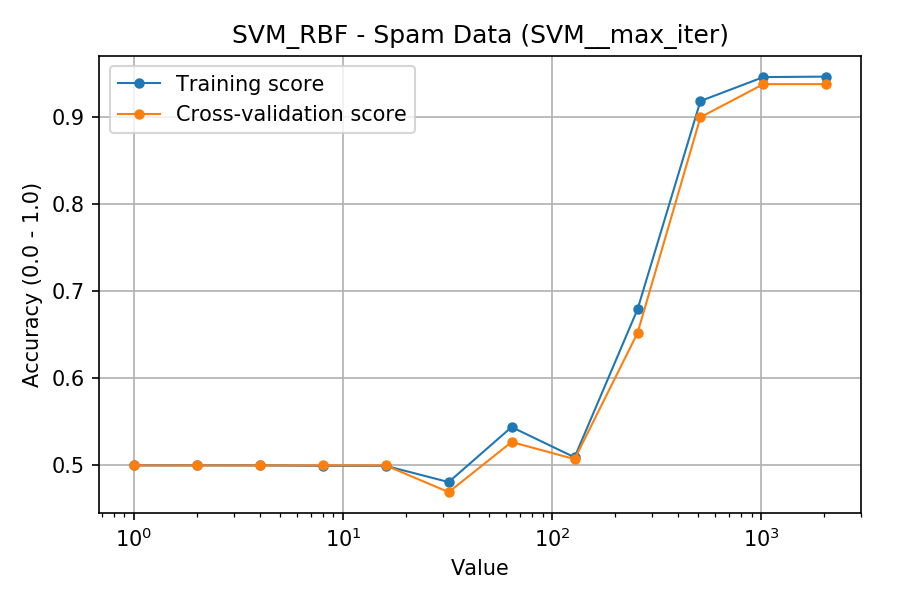 SVM_RBF - Spam Data (SVM__max_iter)
Training score
Cross-validation score
Accuracy (0.0 - 1.0)
0.9
0.8
0.7
0.6
0.5
10⁰ 10¹ 10² 10³
Value